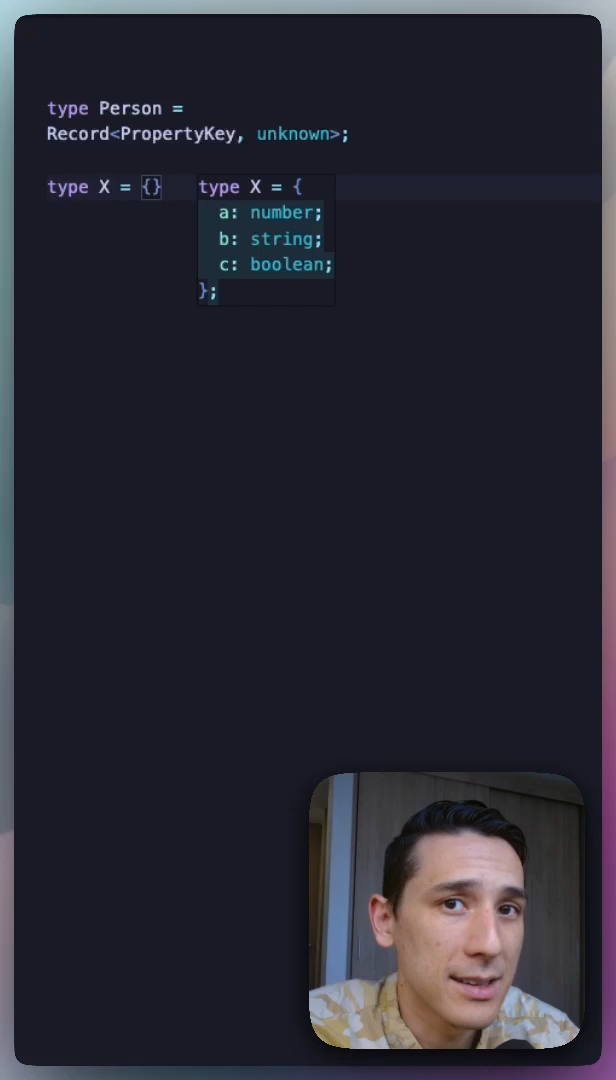 type Person =
Record<PropertyKey, unknown>;
type X = {}
type X = {
a: number;
b: string;
c: boolean;
};